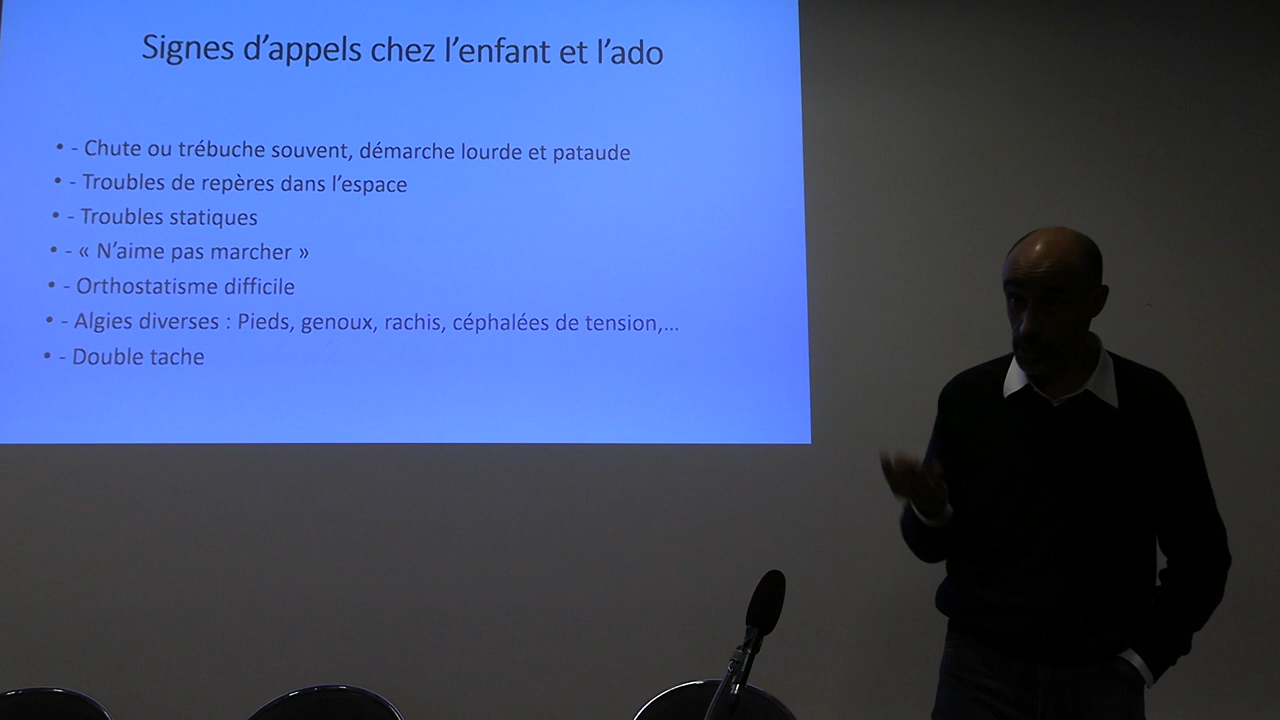 Signes d’appels chez l’enfant et l’ado
• - Chute ou trébuche souvent, démarche lourde et pataude
• - Troubles de repères dans l’espace
• - Troubles statiques
• - « N’aime pas marcher »
• - Orthostatisme difficile
• - Algies diverses : Pieds, genoux, rachis, céphalées de tension,...
• - Double tache